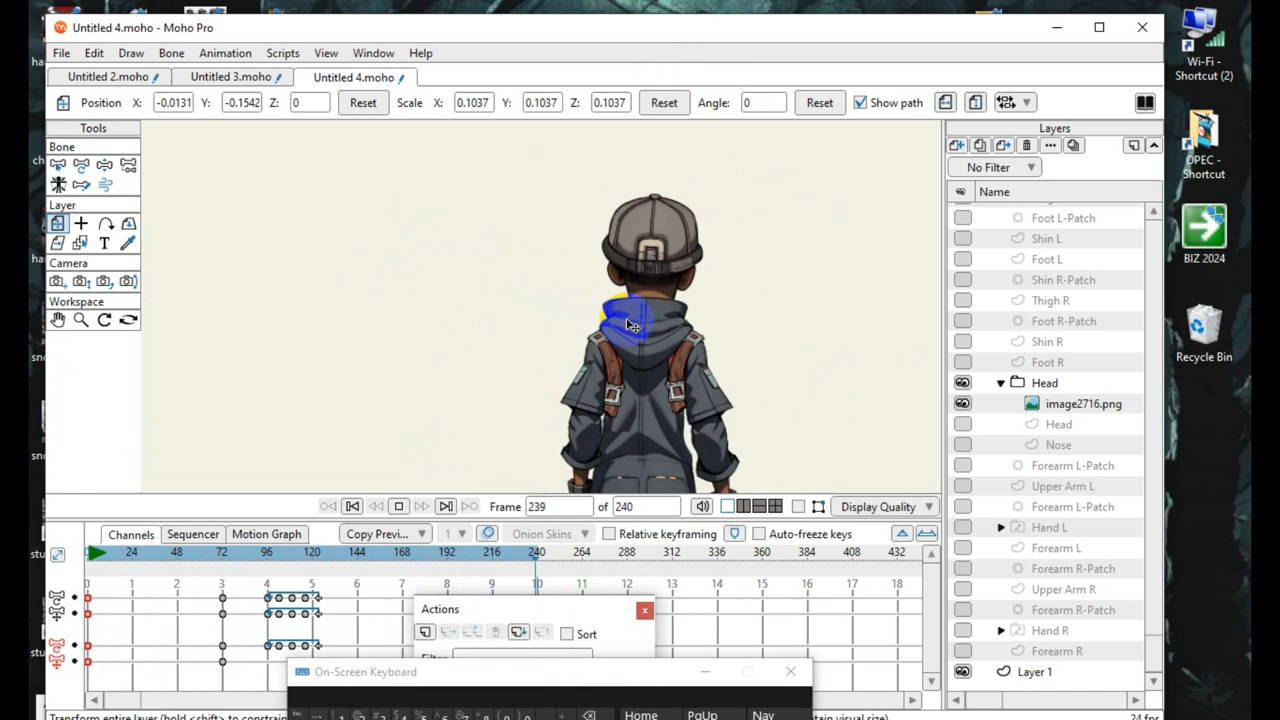 Untitled 4.moho - Moho Pro
File Edit Draw Bone Animation Scripts View Window Help
Untitled 2.moho Untitled 3.moho Untitled 4.moho
Position X: -0.0131 Y: -0.1542 Z: 0 Reset Scale X: 0.1037 Y: 0.1037 Z: 0.1037 Reset Angle: 0 Reset Show path
Tools
Bone
Layer
Camera
Workspace
Layers
No Filter
Name
Foot L-Patch
Shin L
Foot L
Shin R-Patch
Thigh R
Foot R-Patch
Shin R
Foot R
Head
image2716.png
Head
Nose
Forearm L-Patch
Upper Arm L
Forearm L-Patch
Hand L
Forearm L
Forearm R-Patch
Upper Arm R
Forearm R-Patch
Hand R
Forearm R
Layer 1
Frame 239 of 240 Display Quality
Channels Sequencer Motion Graph Copy Previ... 1 Onion Skins Relative keyframing Auto-freeze keys
24 48 72 96 120 144 168 192 216 240 264 288 312 336 360 384 408 432
0 1 2 3 4 5 6 7 8 9 10 11 12 13 14 15 16 17 18
Actions
Sort
On-Screen Keyboard
Home PgUp Nav
24 fps
Wi-Fi -
Shortcut (2)
OPEC -
Shortcut
BIZ 2024
Recycle Bin